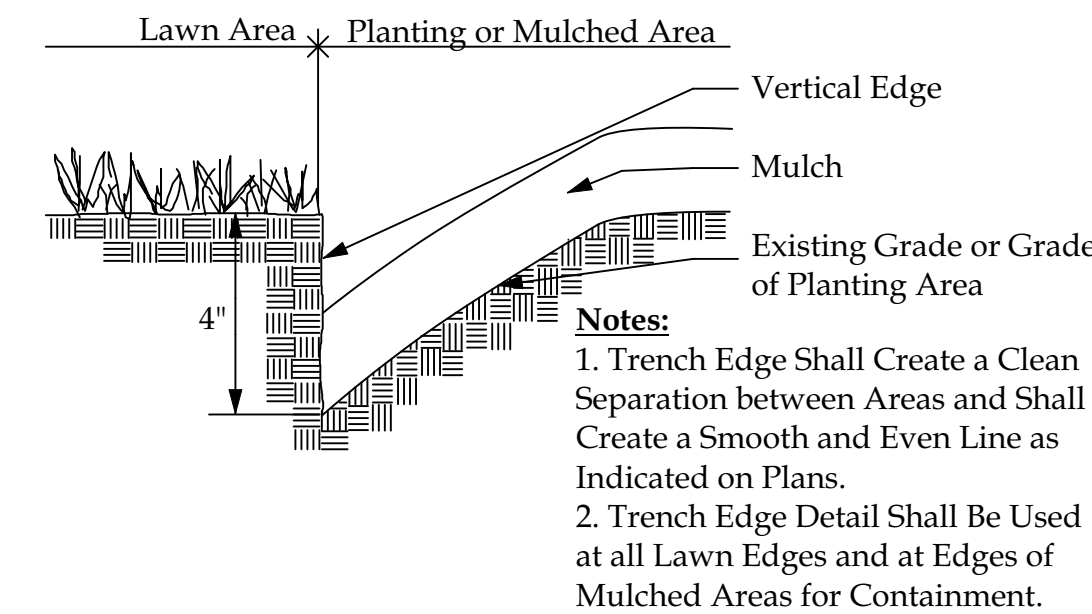 Lawn Area
Planting or Mulched Area
Vertical Edge
Mulch
Existing Grade or Grade
of Planting Area
4"
Notes:
1. Trench Edge Shall Create a Clean
Separation between Areas and Shall
Create a Smooth and Even Line as
Indicated on Plans.
2. Trench Edge Detail Shall Be Used
at all Lawn Edges and at Edges of
Mulched Areas for Containment.